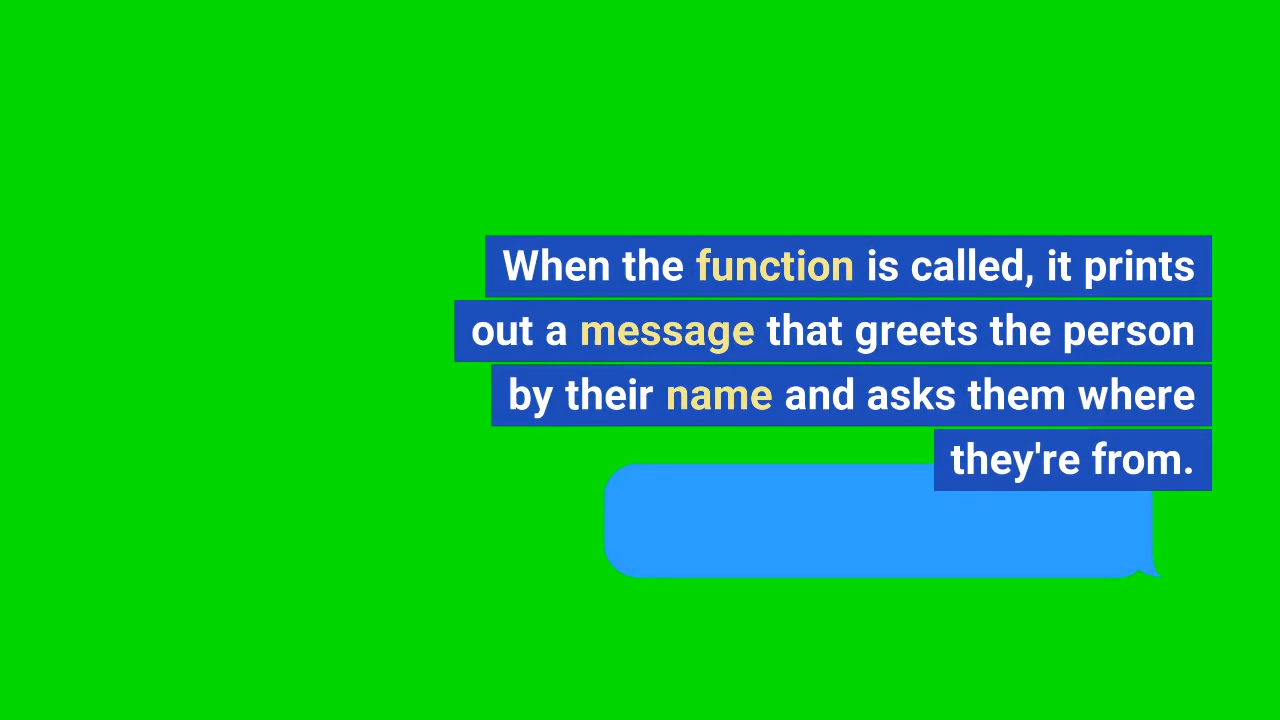 When the function is called, it prints
out a message that greets the person
by their name and asks them where
they're from.